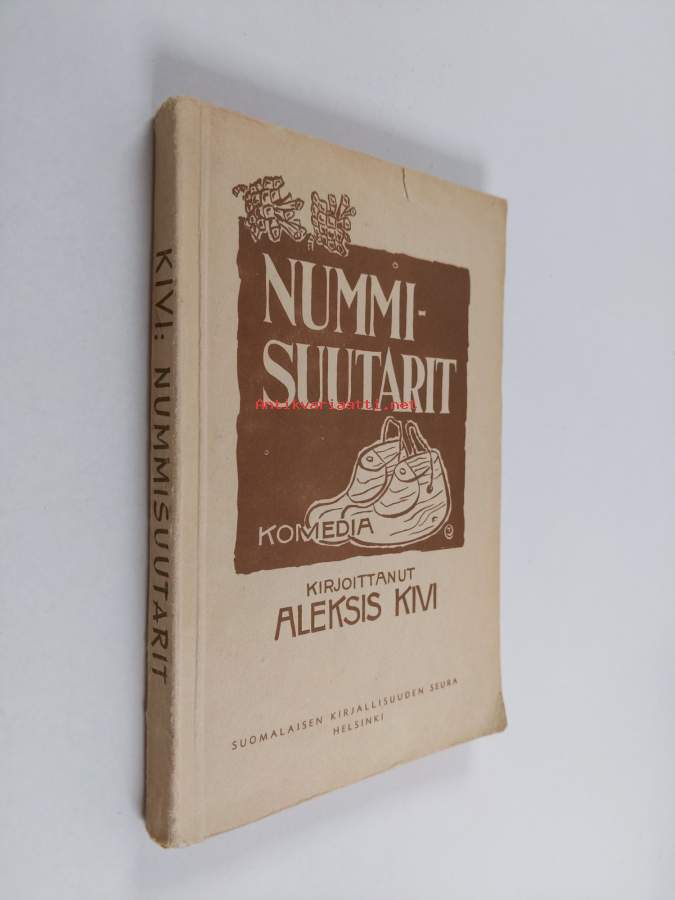 KIVI: NUMMISUUTARIT
NUMMI-
SUUTARIT
Antikvariaatti.net
KOMEDIA
KIRJOITTANUT
ALEKSIS KIVI
SUOMALAISEN KIRJALLISUUDEN SEURA
HELSINKI